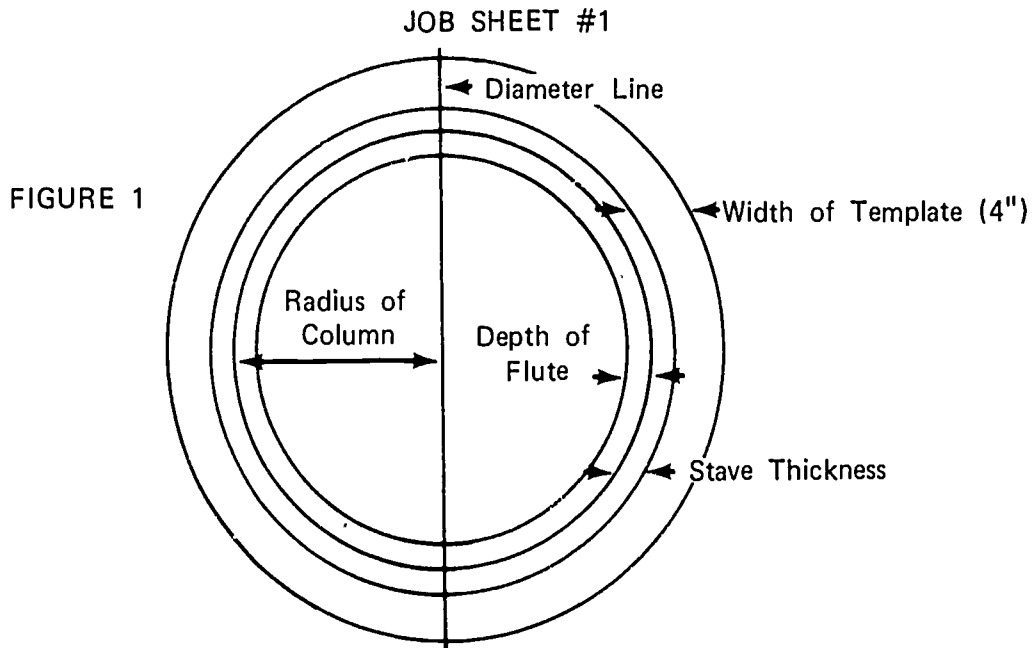 JOB SHEET #1
Diameter Line
FIGURE 1
Width of Template (4")
Radius of
Column
Depth of
Flute
Stave Thickness